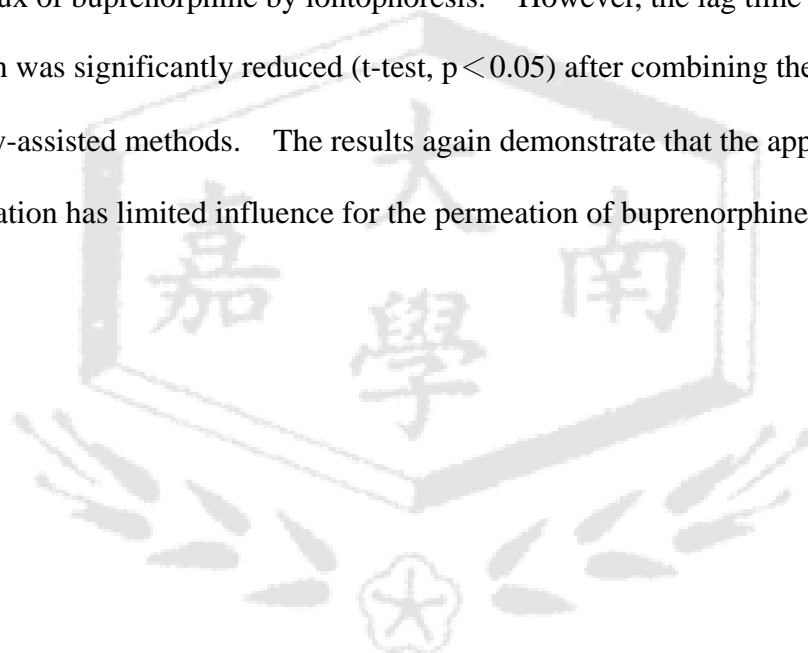 ux of buprenorphine by iontophoresis. However, the lag time
n was significantly reduced (t-test, p＜0.05) after combining the
y-assisted methods. The results again demonstrate that the app
ation has limited influence for the permeation of buprenorphine
大
嘉 南
學